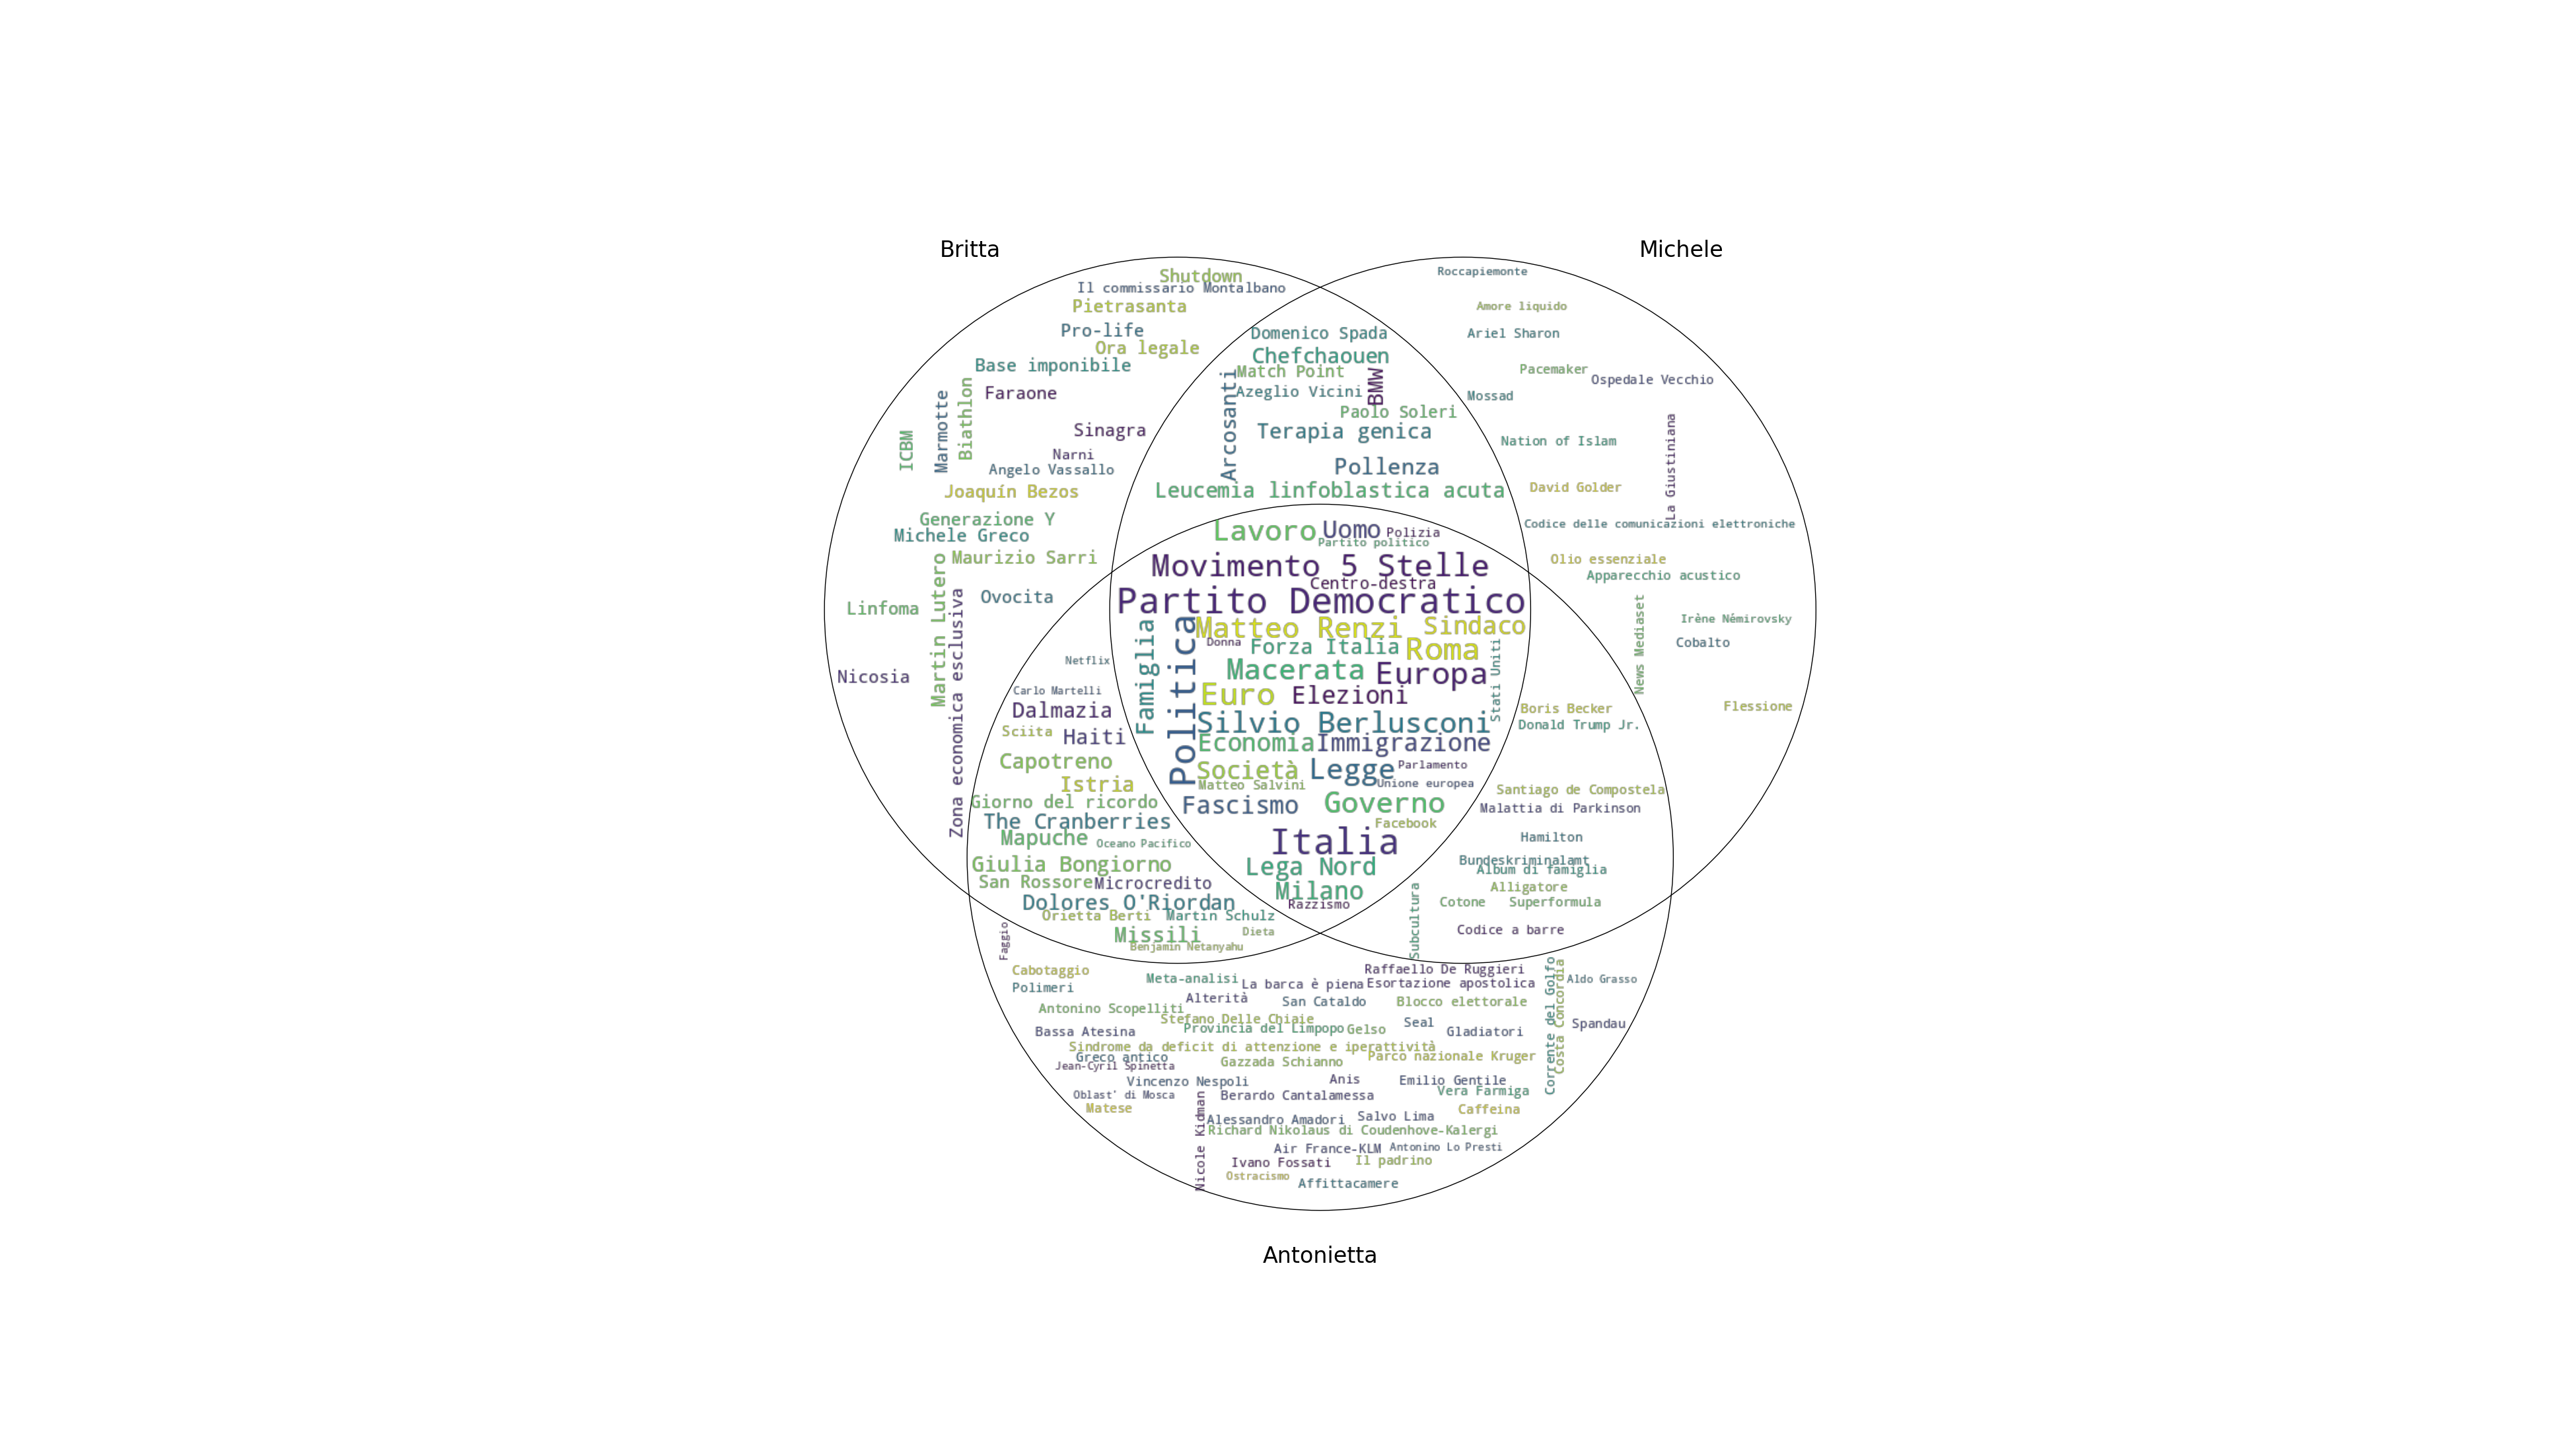 Britta
Michele
Shutdown
Il commissario Montalbano
Pietrasanta
Pro-life
Ora legale
Base imponibile
Faraone
Biathlon
Marmotte
ICBM
Sinagra
Narni
Angelo Vassallo
Joaquín Bezos
Generazione Y
Michele Greco
Maurizio Sarri
Martin Lutero
Zona economica esclusiva
Ovocita
Linfoma
Nicosia
Domenico Spada
Chefchaouen
Match Point
BMW
Azeglio Vicini
Arcosanti
Paolo Soleri
Terapia genica
Pollenza
Leucemia linfoblastica acuta
Roccapiemonte
Amore liquido
Ariel Sharon
Pacemaker
Ospedale Vecchio
Mossad
Nation of Islam
La Giustiniana
David Golder
Codice delle comunicazioni elettroniche
Olio essenziale
Apparecchio acustico
News Mediaset
Irène Némirovsky
Cobalto
Flessione
Lavoro
Uomo
Polizia
Partito politico
Movimento 5 Stelle
Centro-destra
Partito Democratico
Matteo Renzi
Sindaco
Famiglia
Politica
Donna
Forza Italia
Roma
Stati Uniti
Macerata
Europa
Euro
Elezioni
Silvio Berlusconi
Economia
Immigrazione
Società
Legge
Parlamento
Matteo Salvini
Unione europea
Fascismo
Governo
Facebook
Italia
Lega Nord
Milano
Razzismo
Netflix
Carlo Martelli
Dalmazia
Sciita
Haiti
Capotreno
Istria
Giorno del ricordo
The Cranberries
Mapuche
Oceano Pacifico
Giulia Bongiorno
San Rossore
Microcredito
Dolores O'Riordan
Orietta Berti
Martin Schulz
Missili
Dieta
Benjamin Netanyahu
Boris Becker
Donald Trump Jr.
Santiago de Compostela
Malattia di Parkinson
Hamilton
Bundeskriminalamt
Album di famiglia
Alligatore
Cotone
Superformula
Subcultura
Codice a barre
Faggio
Cabotaggio
Polimeri
Meta-analisi
La barca è piena
Raffaello De Ruggieri
Esortazione apostolica
Corrente del Golfo
Costa Concordia
Aldo Grasso
Alterità
San Cataldo
Blocco elettorale
Antonino Scopelliti
Stefano Delle Chiaie
Provincia del Limpopo
Gelso
Seal
Gladiatori
Spandau
Bassa Atesina
Sindrome da deficit di attenzione e iperattività
Greco antico
Jean-Cyril Spinetta
Gazzada Schianno
Parco nazionale Kruger
Vincenzo Nespoli
Anis
Emilio Gentile
Vera Farmiga
Oblast' di Mosca
Berardo Cantalamessa
Matese
Nicole Kidman
Caffeina
Alessandro Amadori
Salvo Lima
Richard Nikolaus di Coudenhove-Kalergi
Air France-KLM
Antonino Lo Presti
Ivano Fossati
Il padrino
Ostracismo
Affittacamere
Antonietta